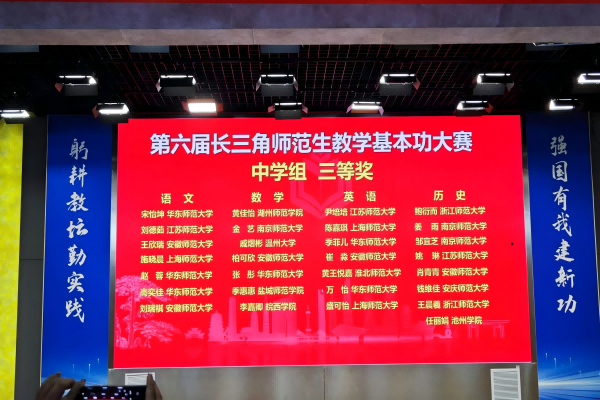 第六届长三角师范生教学基本功大赛
中学组 三等奖
语文 数学 英语 历史
宋怡坤 华东师范大学 黄佳怡 湖州师范学院 尹培培 江苏师范大学 鲍衍而 浙江师范大学
刘德茹 江苏师范大学 金艺 南京师范大学 陈嘉琪 上海师范大学 姜雨 南京师范大学
王欣瑞 安徽师范大学 戚熠彬 温州大学 李菲儿 华东师范大学 邹宜芝 南京师范大学
施晓晨 上海师范大学 柏可欣 安徽师范大学 崔淼 安徽师范大学 姚琳 江苏师范大学
赵蓉 华东师范大学 张彤 华东师范大学 黄王悦嘉 淮北师范大学 肖青青 安徽师范大学
高奕佳 华东师范大学 季惠惠 盐城师范学院 万怡 华东师范大学 钱维佳 安庆师范大学
刘瑞祺 安徽师范大学 李嘉卿 皖西学院 盛可怡 上海师范大学 王晨羲 浙江师范大学
任丽娟 池州学院
躬耕教坛勤实践
强国有我建新功